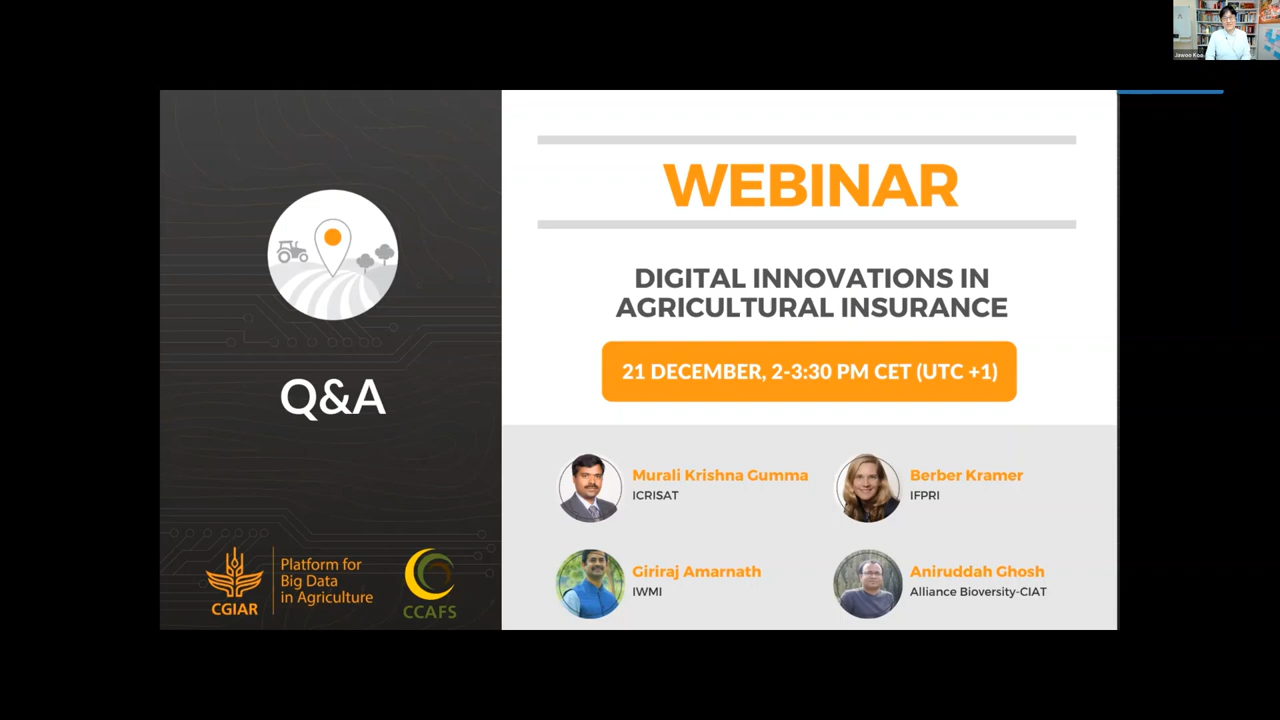 Jawoo Koo
WEBINAR
DIGITAL INNOVATIONS IN
AGRICULTURAL INSURANCE
21 DECEMBER, 2-3:30 PM CET (UTC +1)
Q&A
Murali Krishna Gumma
ICRISAT
Berber Kramer
IFPRI
Giriraj Amarnath
IWMI
Aniruddah Ghosh
Alliance Bioversity-CIAT
CGIAR
Platform for
Big Data
in Agriculture
CCAFS